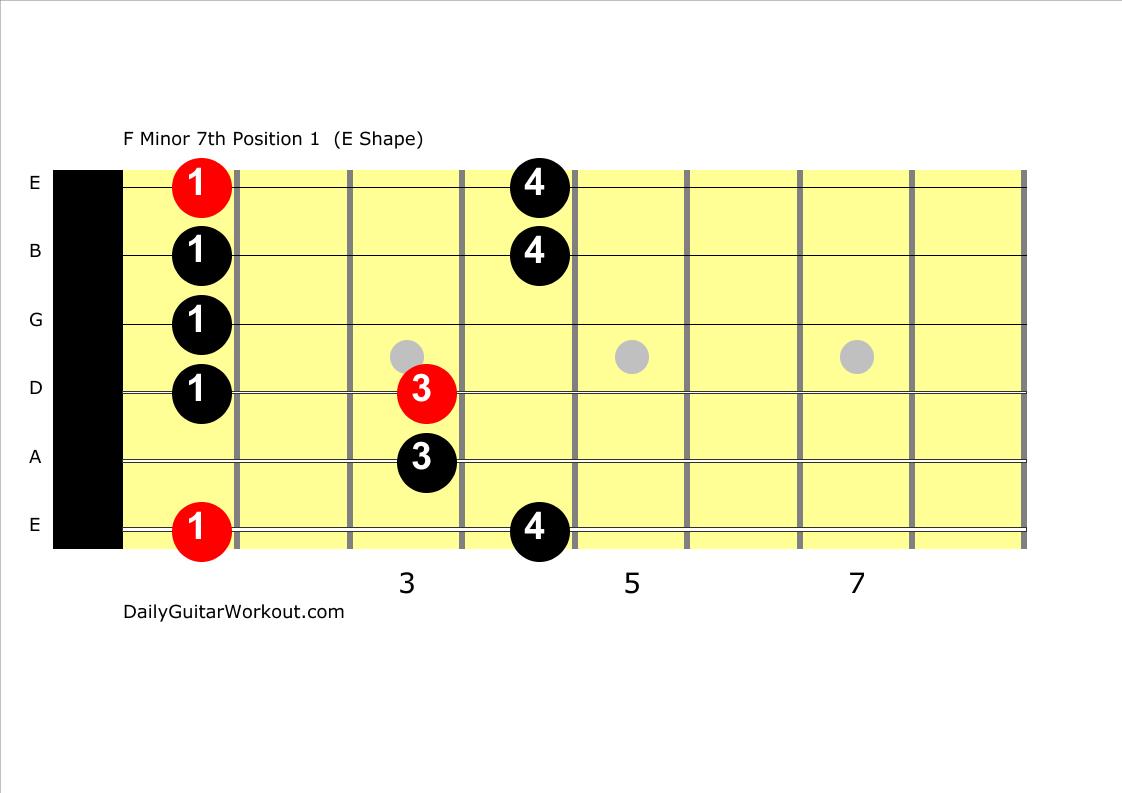 F Minor 7th Position 1 (E Shape)
E 1 4
B 1 4
G 1
D 1 3
A 3
E 1 4
3 5 7
DailyGuitarWorkout.com